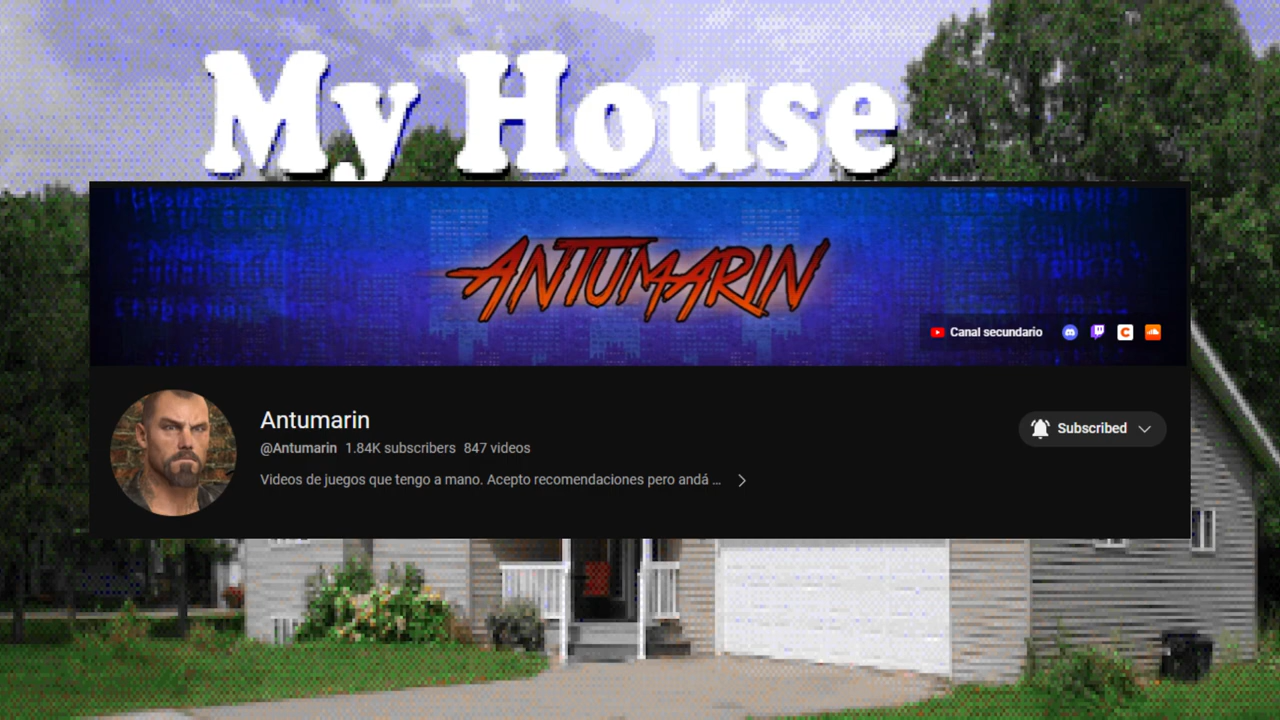 My House
ANTUMARIN
Canal secundario
Antumarin
Subscribed
@Antumarin 1.84K subscribers 847 videos
Videos de juegos que tengo a mano. Acepto recomendaciones pero andá ...